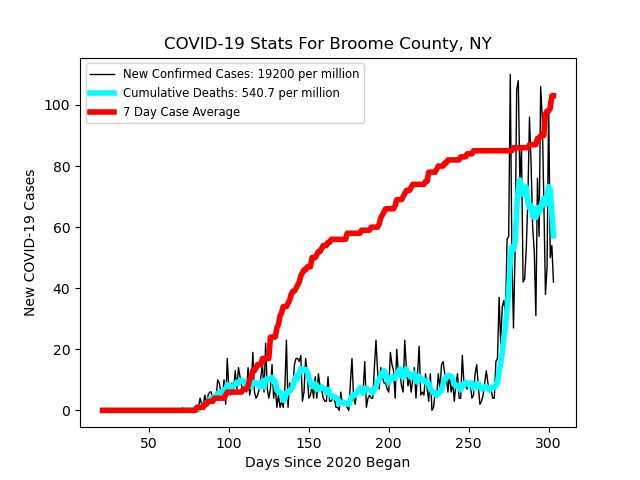 COVID-19 Stats For Broome County, NY
New Confirmed Cases: 19200 per million
Cumulative Deaths: 540.7 per million
7 Day Case Average
New COVID-19 Cases
100
80
60
40
20
0
50 100 150 200 250 300
Days Since 2020 Began